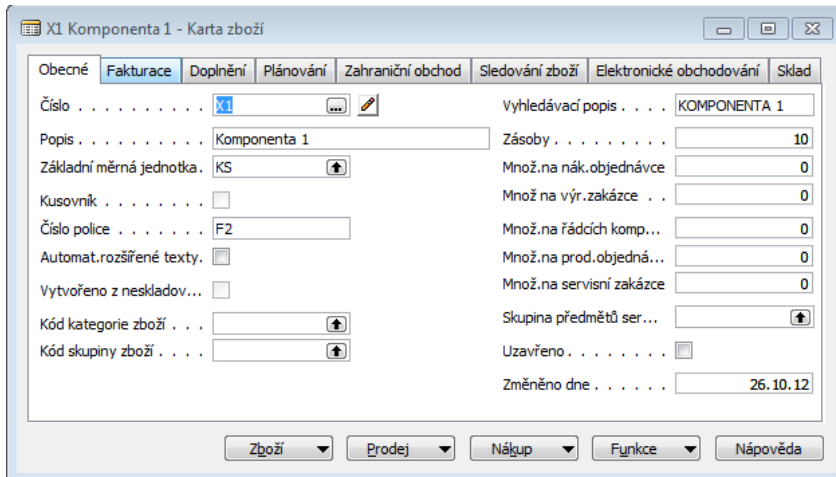 X1 Komponenta 1 - Karta zboží
Obecné Fakturace Doplnění Plánování Zahraniční obchod Sledování zboží Elektronické obchodování Sklad
Číslo . . . . . . . . . . X1 ... Vyhledávací popis . . . . KOMPONENTA 1
Popis . . . . . . . . . . Komponenta 1 Zásoby . . . . . . . . . 10
Základní měrná jednotka. KS Množ.na nák.objednávce 0
Kusovník . . . . . . . . Množ na výr.zakázce . . 0
Číslo police . . . . . . . F2 Množ.na řádcích komp... 0
Automat.rozšířené texty. Množ.na prod.objedná... 0
Vytvořeno z neskladov... Množ.na servisní zakázce 0
Kód kategorie zboží . . . Skupina předmětů ser...
Kód skupiny zboží . . . . Uzavřeno . . . . . . . .
Změněno dne . . . . . . 26.10.12
Zboží Prodej Nákup Funkce Nápověda